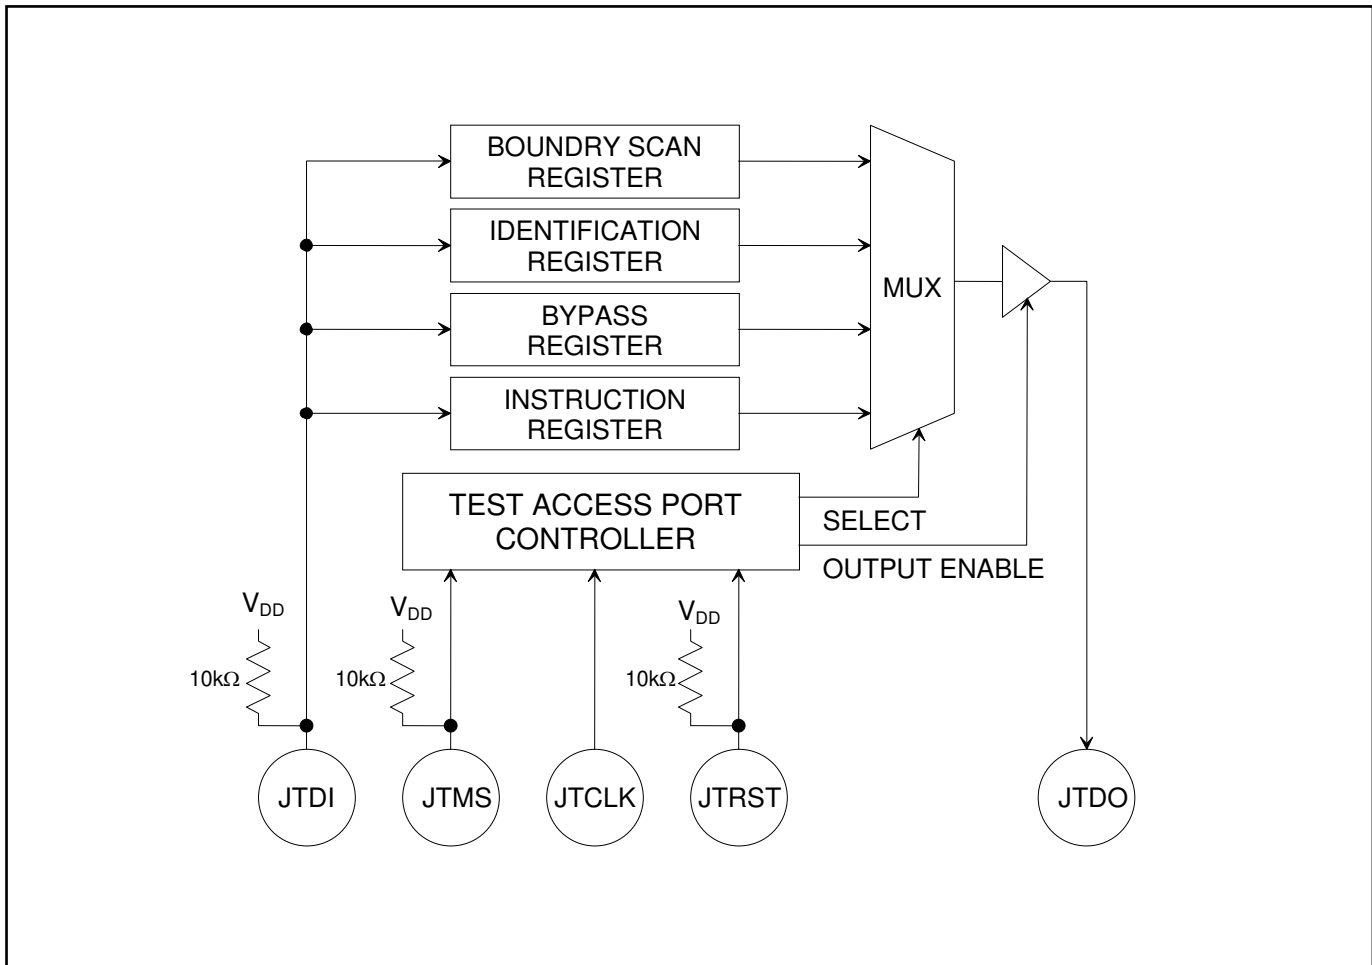 BOUNDRY SCAN
REGISTER
IDENTIFICATION
REGISTER
BYPASS
REGISTER
INSTRUCTION
REGISTER
MUX
TEST ACCESS PORT
CONTROLLER
SELECT
OUTPUT ENABLE
VDD
10kΩ
VDD
10kΩ
VDD
10kΩ
JTDI
JTMS
JTCLK
JTRST
JTDO